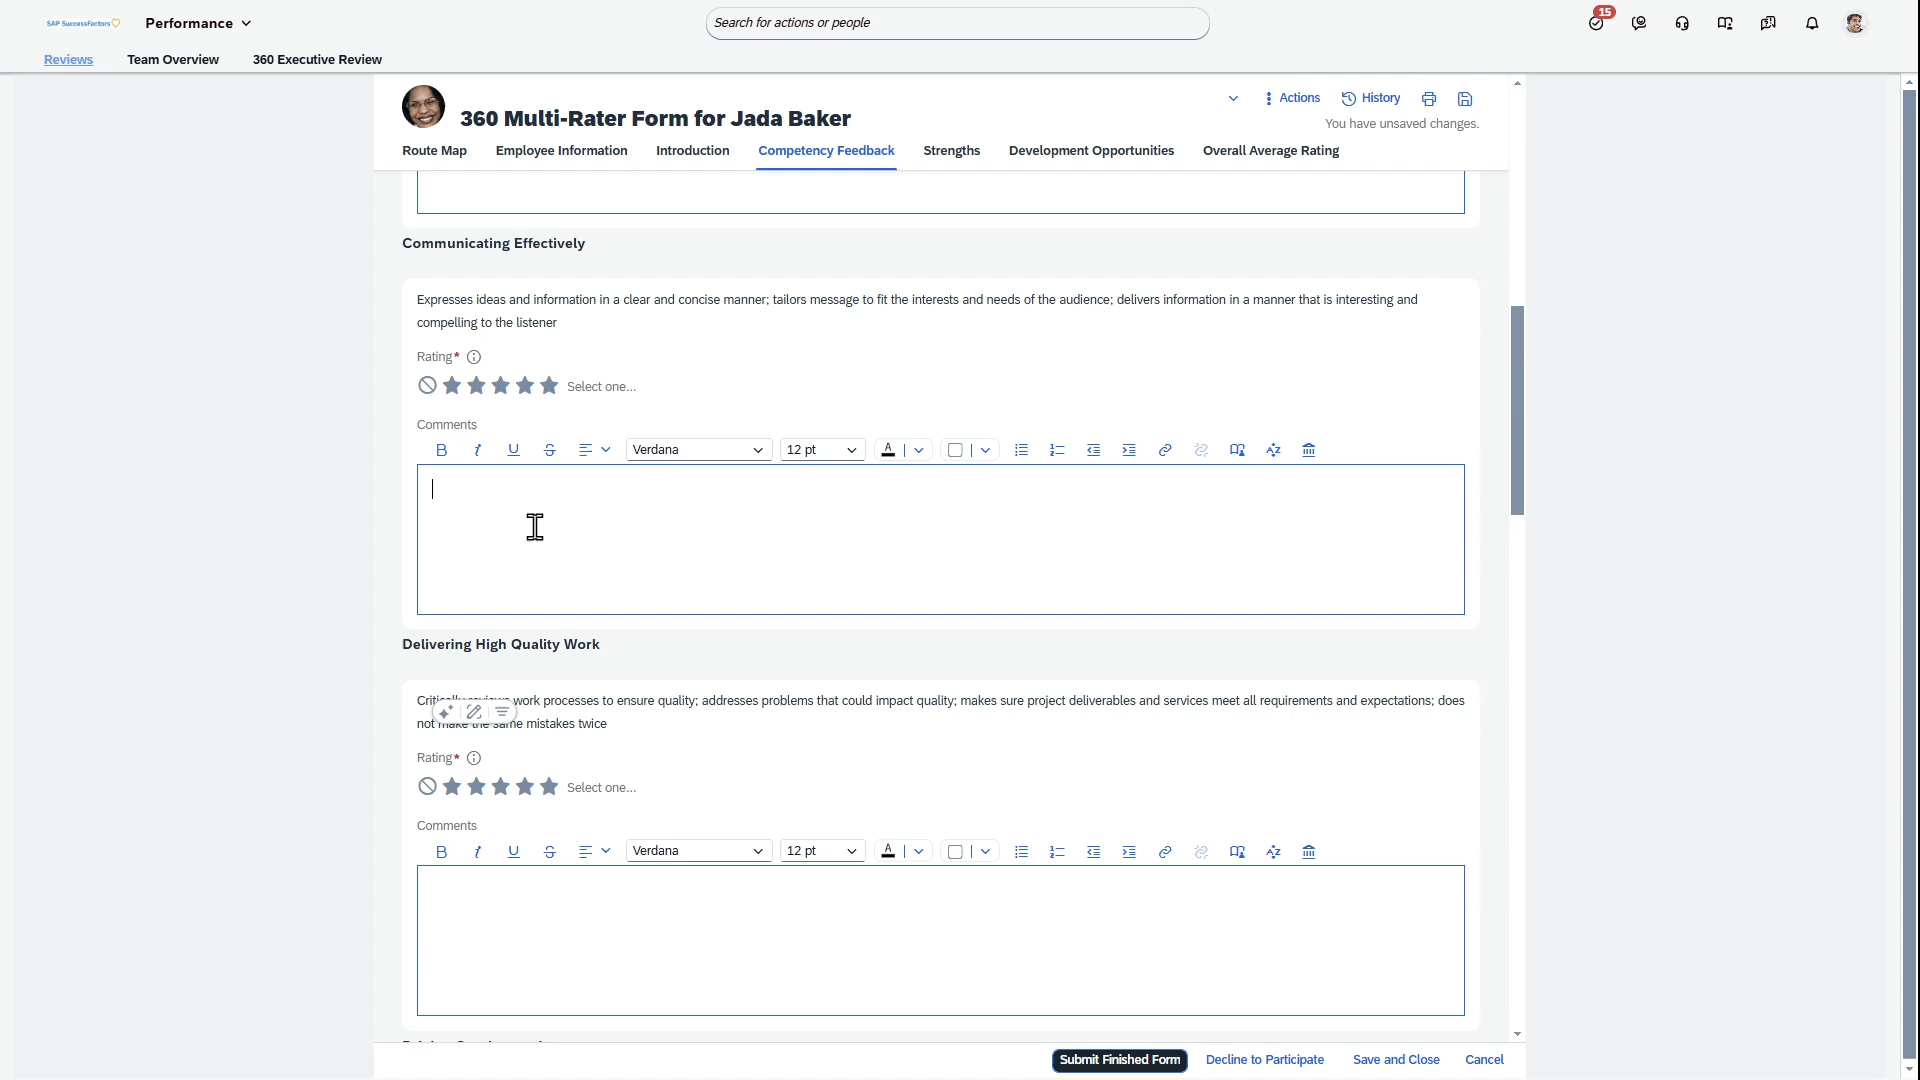 SAP SuccessFactors
Performance
Search for actions or people
15
Reviews
Team Overview
360 Executive Review
360 Multi-Rater Form for Jada Baker
Actions
History
You have unsaved changes.
Route Map
Employee Information
Introduction
Competency Feedback
Strengths
Development Opportunities
Overall Average Rating
Communicating Effectively
Expresses ideas and information in a clear and concise manner; tailors message to fit the interests and needs of the audience; delivers information in a manner that is interesting and
compelling to the listener
Rating*
Select one...
Comments
B
I
U
S
Verdana
12 pt
A
Delivering High Quality Work
Critically reviews work processes to ensure quality; addresses problems that could impact quality; makes sure project deliverables and services meet all requirements and expectations; does
not make the same mistakes twice
Rating*
Select one...
Comments
B
I
U
S
Verdana
12 pt
A
Submit Finished Form
Decline to Participate
Save and Close
Cancel